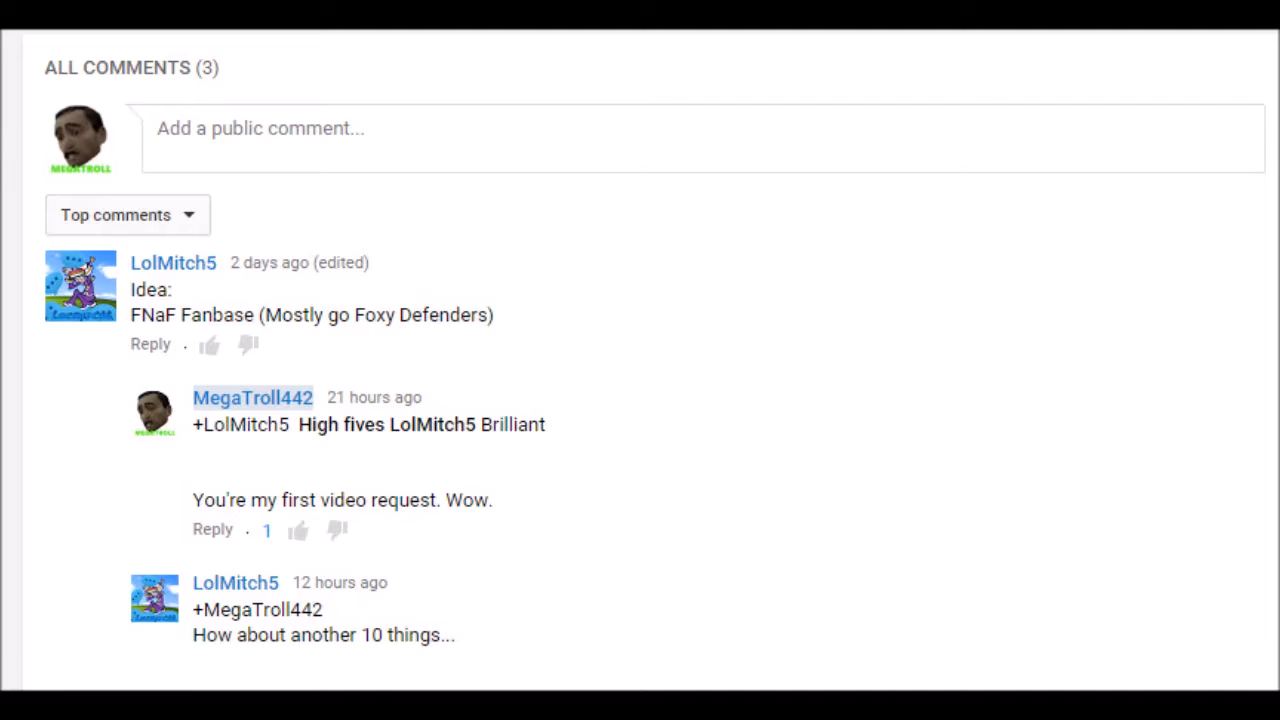 ALL COMMENTS (3)
Add a public comment...
MEGATROLL
Top comments
LolMitch5 2 days ago (edited)
Idea:
FNaF Fanbase (Mostly go Foxy Defenders)
Reply .
MegaTroll442 21 hours ago
+LolMitch5 High fives LolMitch5 Brilliant
MEGATROLL
You're my first video request. Wow.
Reply . 1
LolMitch5 12 hours ago
+MegaTroll442
How about another 10 things...